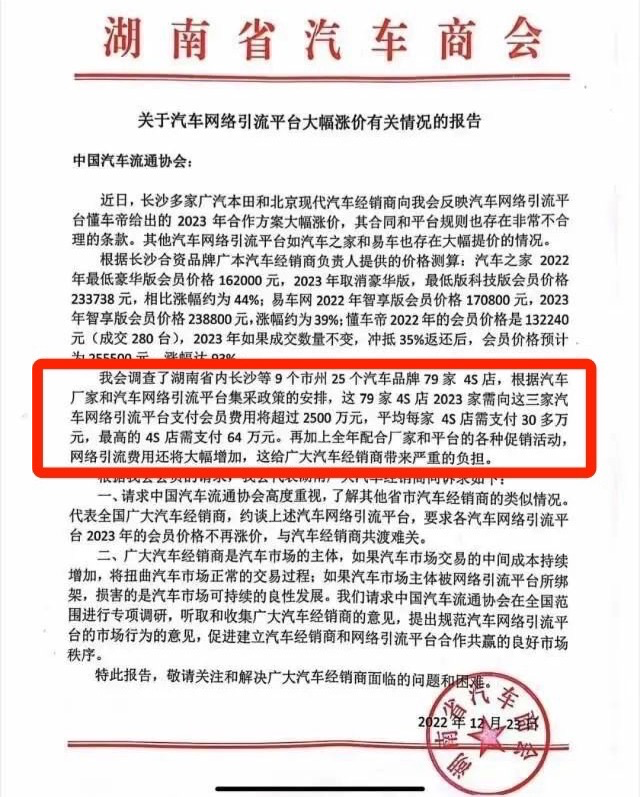 湖南省汽车商会
关于汽车网络引流平台大幅涨价有关情况的报告
中国汽车流通协会：
近日，长沙多家广汽本田和北京现代汽车经销商向我会反映汽车网络引流平
台懂车帝给出的 2023 年合作方案大幅涨价，其合同和平台规则也存在非常不合
理的条款。其他汽车网络引流平台如汽车之家和易车也存在大幅提价的情况。
根据长沙合资品牌广本汽车经销商负责人提供的价格测算：汽车之家 2022
年最低豪华版会员价格 162000 元，2023 年取消豪华版，最低版科技版会员价格
233738 元，相比涨幅约为 44%；易车网 2022 年智享版会员价格 170800 元，2023
年智享版会员价格 238800 元，涨幅约为 39%；懂车帝 2022 年的会员价格是 132240
元（成交 280 台），2023 年如果成交数量不变，冲抵 35%返还后，会员价格预计
为 255500 元，涨幅达 93%
我会调查了湖南省内长沙等 9 个市州 25 个汽车品牌 79 家 4S 店，根据汽车
厂家和汽车网络引流平台集采政策的安排，这 79 家 4S 店 2023 家需向这三家汽
车网络引流平台支付会员费用将超过 2500 万元，平均每家 4S 店需支付 30 多万
元，最高的 4S 店需支付 64 万元。再加上全年配合厂家和平台的各种促销活动，
网络引流费用还将大幅增加，这给广大汽车经销商带来严重的负担。
根据我会会员的请求，我会代表湖南广大汽车经销商向诉求如下：
一、请求中国汽车流通协会高度重视，了解其他省市汽车经销商的类似情况。
代表全国广大汽车经销商，约谈上述汽车网络引流平台，要求各汽车网络引流平
台 2023 年的会员价格不再涨价，与汽车经销商共渡难关。
二、广大汽车经销商是汽车市场的主体，如果汽车市场交易的中间成本持续
增加，将扭曲汽车市场正常的交易过程；如果汽车市场主体被网络引流平台所绑
架，损害的是汽车市场可持续的良性发展。我们请求中国汽车流通协会在全国范
围进行专项调研，听取和收集广大汽车经销商的意见，提出规范汽车网络引流平
台的市场行为的意见，促进建立汽车经销商和网络引流平台合作共赢的良好市场
秩序。
特此报告，敬请关注和解决广大汽车经销商面临的问题和困难。
2022 年 12 月 23 日
湖南省汽车商会